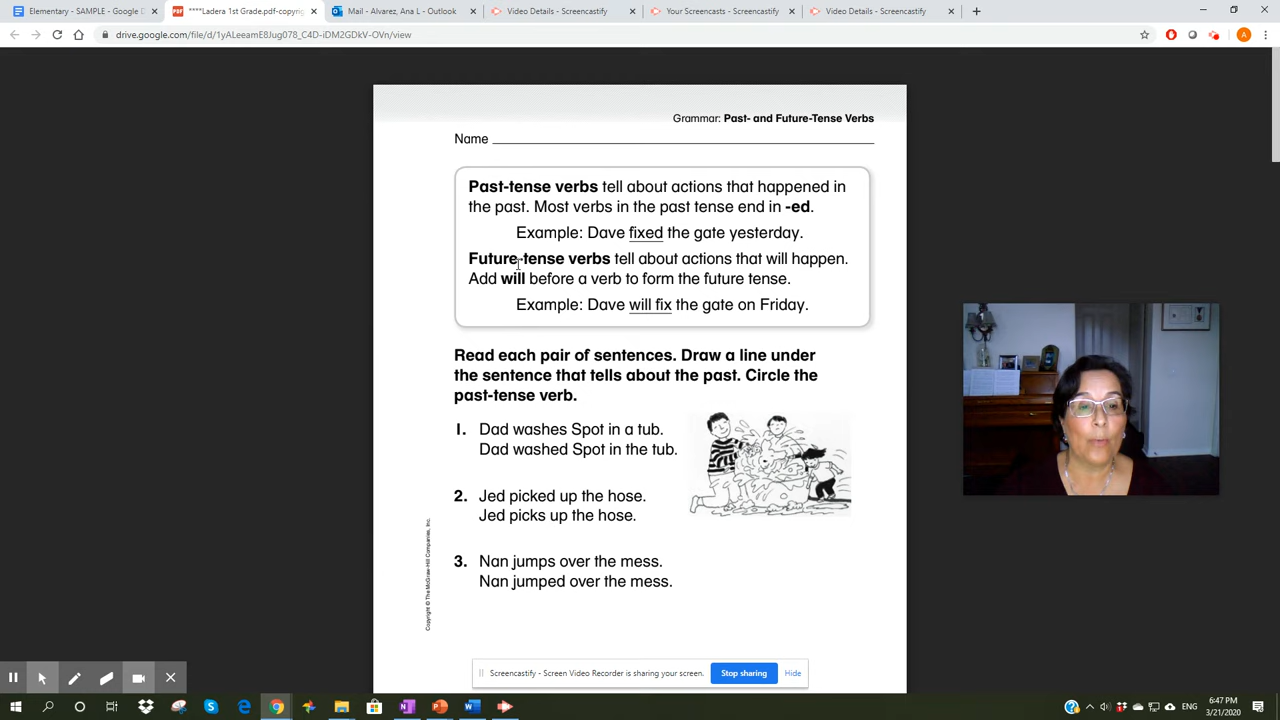 Elementary - SAMPLE - Google D
****Ladera 1st Grade.pdf-copyrig
Mail - Alvarez, Ana L - Outlook
Video Details - Screencastify
Your Screencasts - Screencastify
Video Details - Screencastify
drive.google.com/file/d/1yALeeamE8Jug078_C4D-iDM2GDkV-OVn/view
Grammar: Past- and Future-Tense Verbs
Name
Past-tense verbs tell about actions that happened in
the past. Most verbs in the past tense end in -ed.
Example: Dave fixed the gate yesterday.
Future-tense verbs tell about actions that will happen.
Add will before a verb to form the future tense.
Example: Dave will fix the gate on Friday.
Read each pair of sentences. Draw a line under
the sentence that tells about the past. Circle the
past-tense verb.
1. Dad washes Spot in a tub.
Dad washed Spot in the tub.
2. Jed picked up the hose.
Jed picks up the hose.
3. Nan jumps over the mess.
Nan jumped over the mess.
Copyright © The McGraw-Hill Companies, Inc.
Screencastify - Screen Video Recorder is sharing your screen.
Stop sharing
Hide
ENG
6:47 PM
3/21/2020